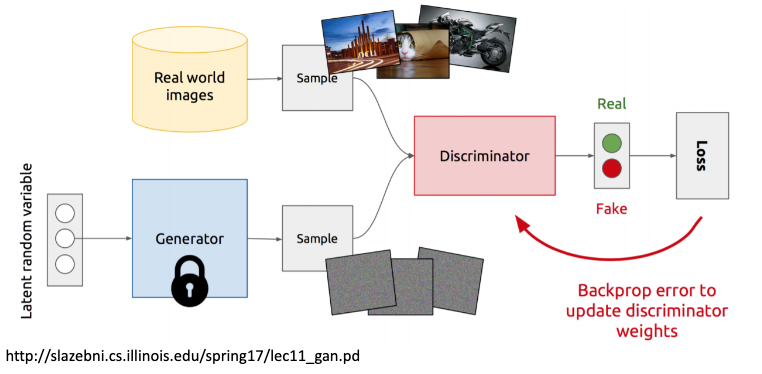 Real world
images
Sample
Real
Discriminator
Loss
Fake
Latent random variable
Generator
Sample
Backprop error to
update discriminator
weights
http://slazebni.cs.illinois.edu/spring17/lec11_gan.pd